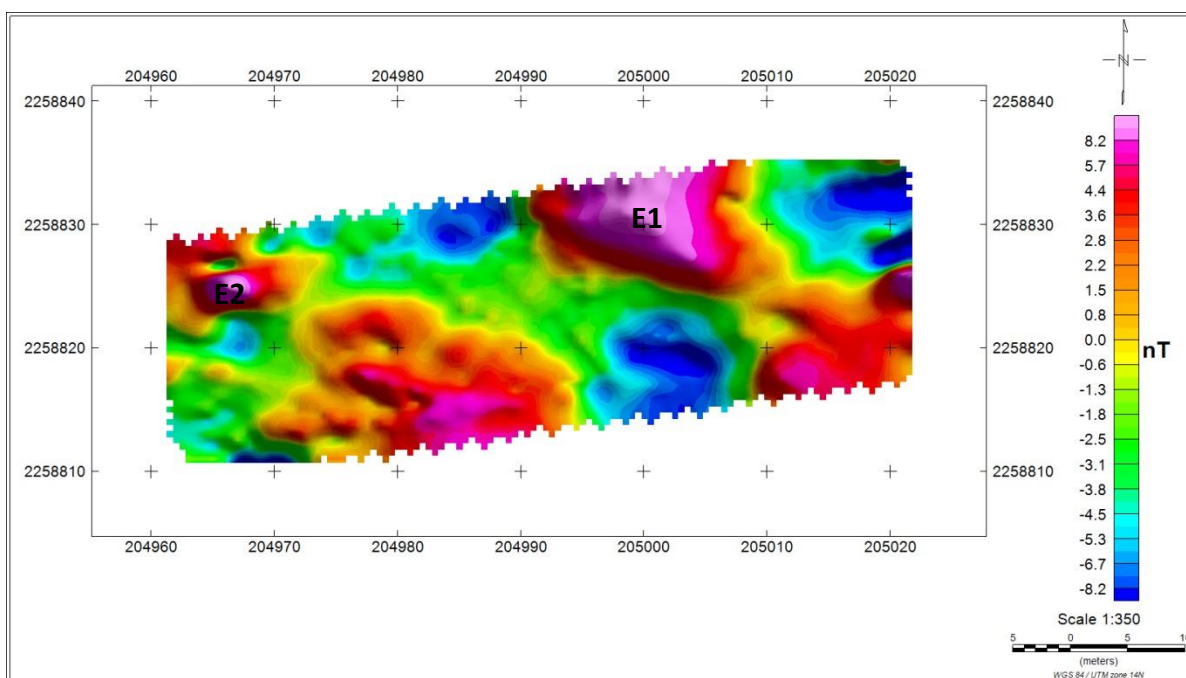 204960 204970 204980 204990 205000 205010 205020
2258840 2258840
2258830 2258830
2258820 2258820
2258810 2258810
204960 204970 204980 204990 205000 205010 205020
E1
E2
N
8.2
5.7
4.4
3.6
2.8
2.2
1.5
0.8
0.0
-0.6
-1.3
-1.8
-2.5
-3.1
-3.8
-4.5
-5.3
-6.7
-8.2
nT
Scale 1:350
5 0 5 10
(meters)
WGS 84 / UTM zone 14N